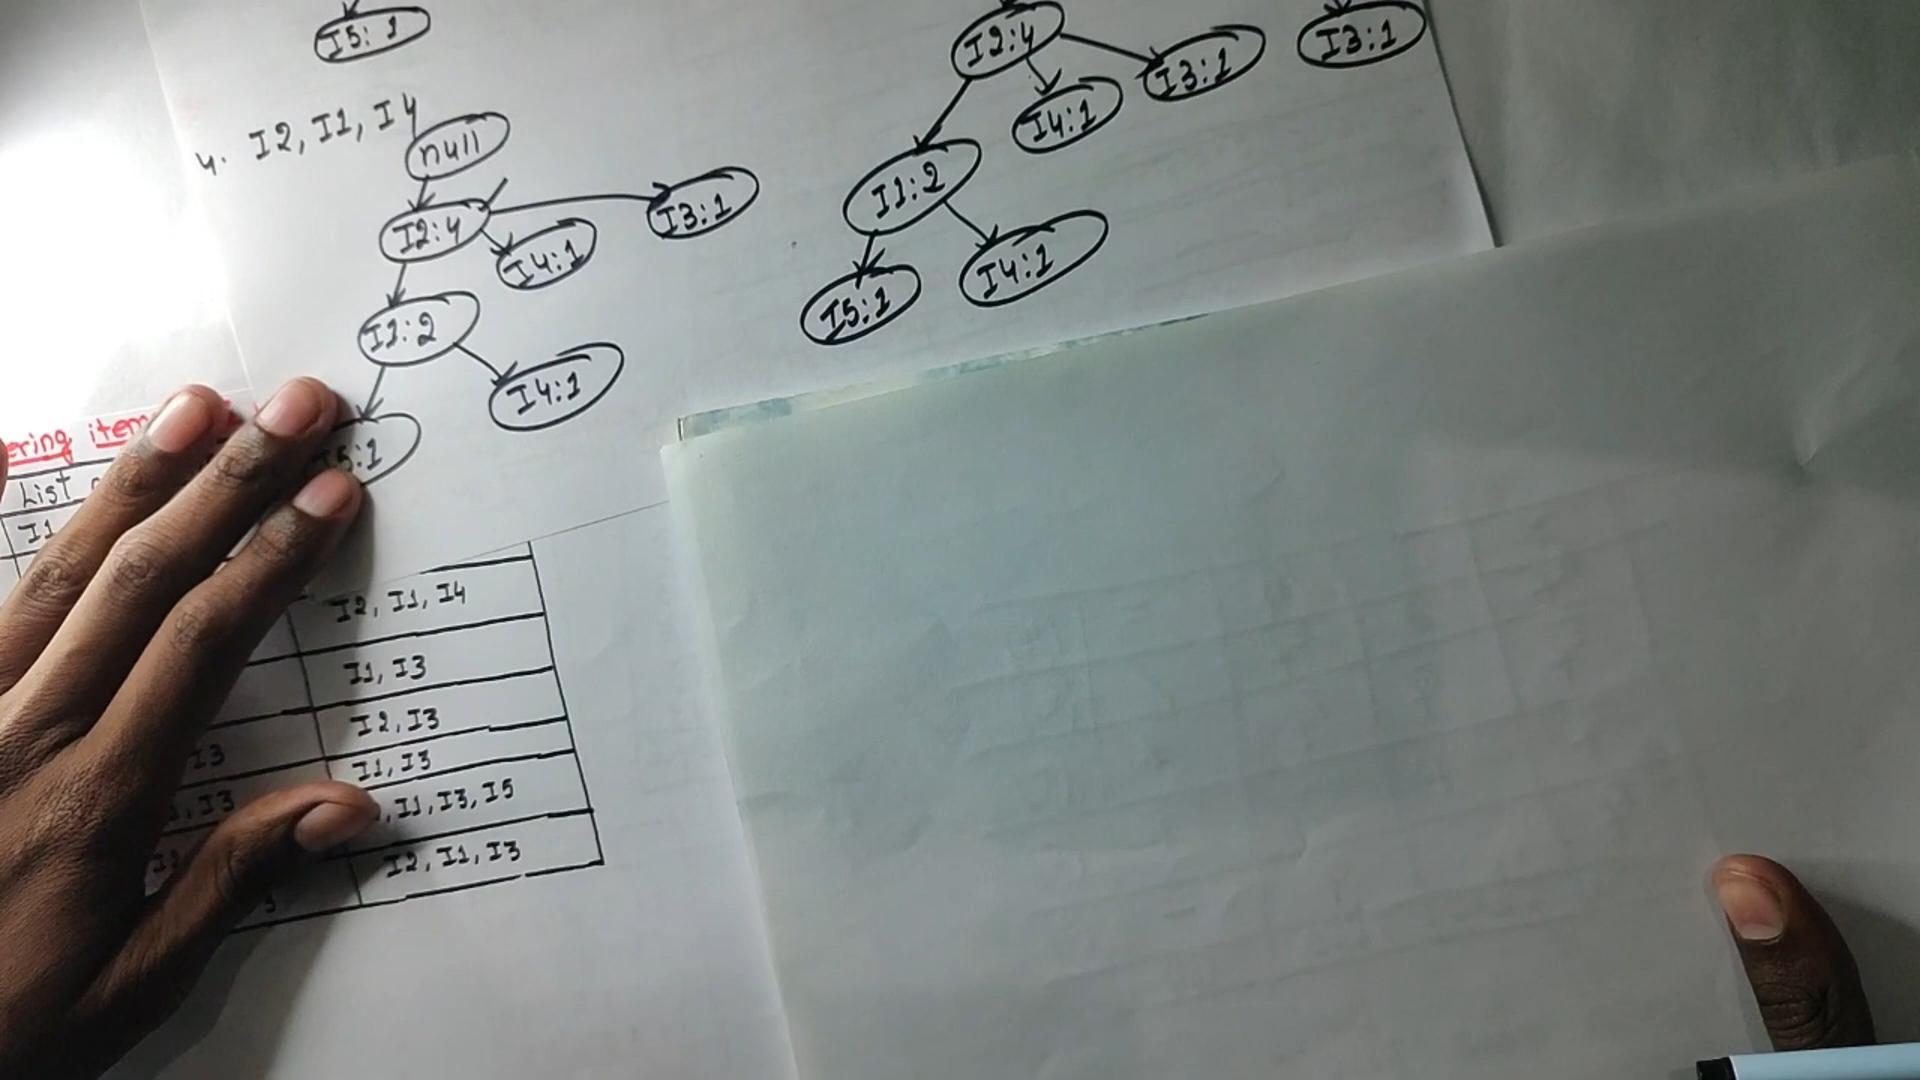 I5:1
4. I2, I1, I4
null
I2:4
I4:1
I3:1
I1:2
I4:1
I5:1
I2:4
I3:1
I3:1
I4:1
I1:2
I5:1
I4:1
ering item
List
I1
I2, I1, I4
I1, I3
I2, I3
I3
I1, I3
, I3
, I1, I3, I5
I2, I1, I3